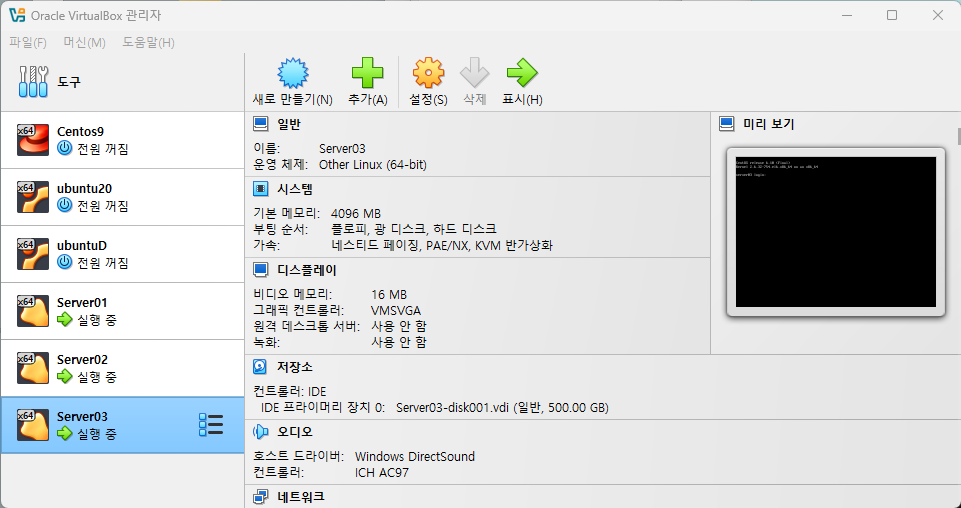 Oracle VirtualBox 관리자
파일(F) 머신(M) 도움말(H)
도구
새로 만들기(N) 추가(A) 설정(S) 삭제 표시(H)
x64 Centos9
전원 꺼짐
x64 ubuntu20
전원 꺼짐
x64 ubuntuD
전원 꺼짐
x64 Server01
실행 중
x64 Server02
실행 중
x64 Server03
실행 중
일반
이름: Server03
운영 체제: Other Linux (64-bit)
시스템
기본 메모리: 4096 MB
부팅 순서: 플로피, 광 디스크, 하드 디스크
가속: 네스티드 페이징, PAE/NX, KVM 반가상화
디스플레이
비디오 메모리: 16 MB
그래픽 컨트롤러: VMSVGA
원격 데스크톱 서버: 사용 안 함
녹화: 사용 안 함
저장소
컨트롤러: IDE
IDE 프라이머리 장치 0: Server03-disk001.vdi (일반, 500.00 GB)
오디오
호스트 드라이버: Windows DirectSound
컨트롤러: ICH AC97
네트워크
미리 보기
server03 login: